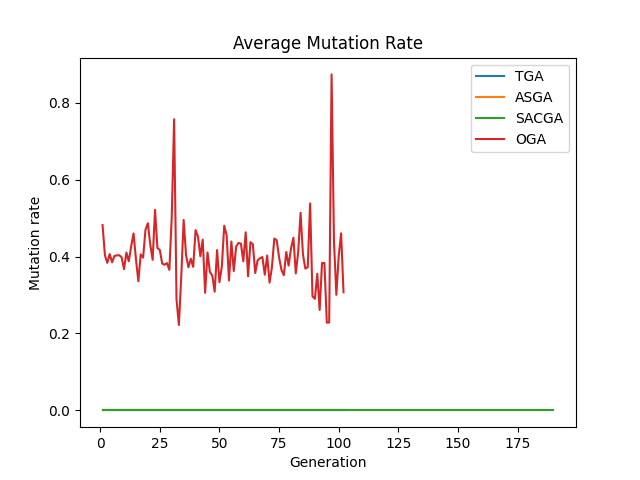 Average Mutation Rate
TGA
ASGA
SACGA
OGA
Mutation rate
0.8
0.6
0.4
0.2
0.0
0
25
50
75
100
125
150
175
Generation